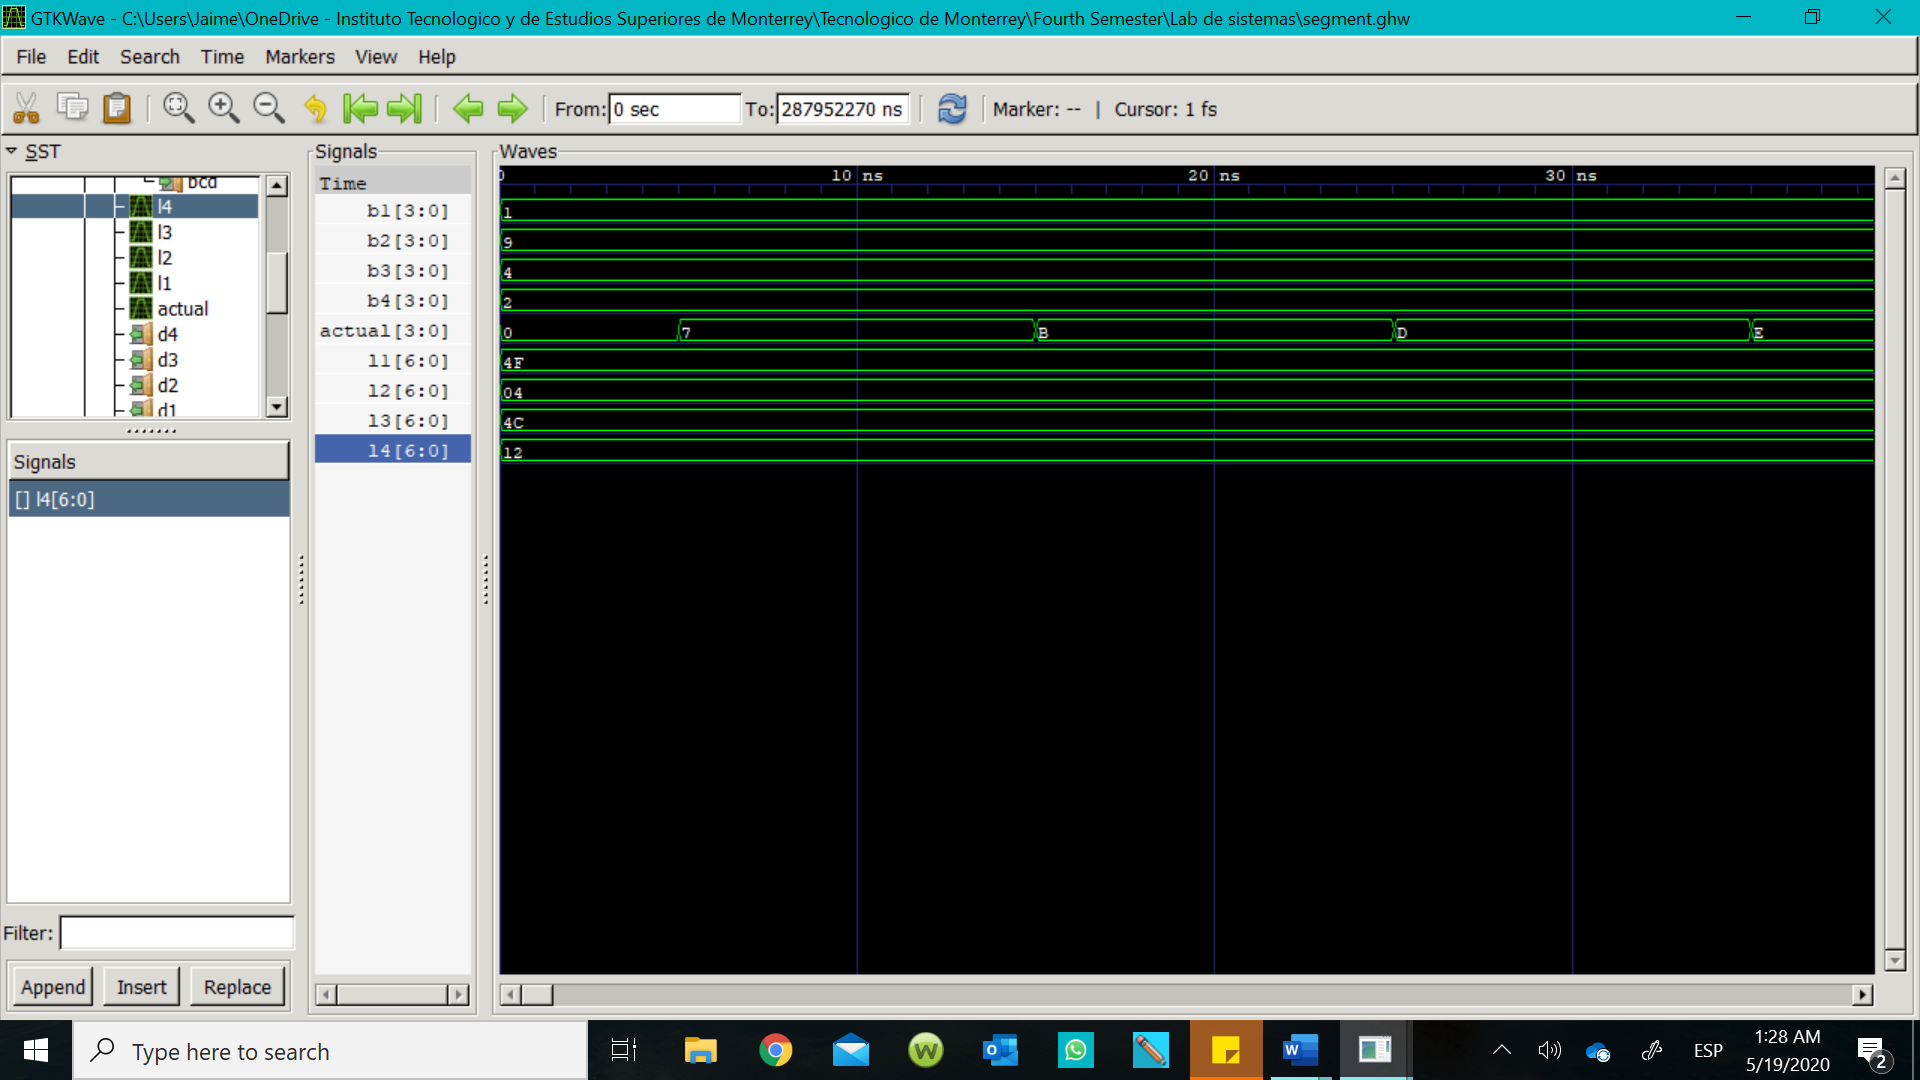 GTKWave - C:\Users\Jaime\OneDrive - Instituto Tecnologico y de Estudios Superiores de Monterrey\Tecnologico de Monterrey\Fourth Semester\Lab de sistemas\segment.ghw
File Edit Search Time Markers View Help
From: 0 sec To: 287952270 ns Marker: -- | Cursor: 1 fs
SST
bcd
l4
l3
l2
l1
actual
d4
d3
d2
d1
Signals
[] l4[6:0]
Filter:
Append Insert Replace
Signals
Time
b1[3:0]
b2[3:0]
b3[3:0]
b4[3:0]
actual[3:0]
l1[6:0]
l2[6:0]
l3[6:0]
l4[6:0]
Waves
0 10 ns 20 ns 30 ns
1
9
4
2
0 7 B D E
4F
04
4C
12
Type here to search
W
W
ESP
1:28 AM
5/19/2020
2